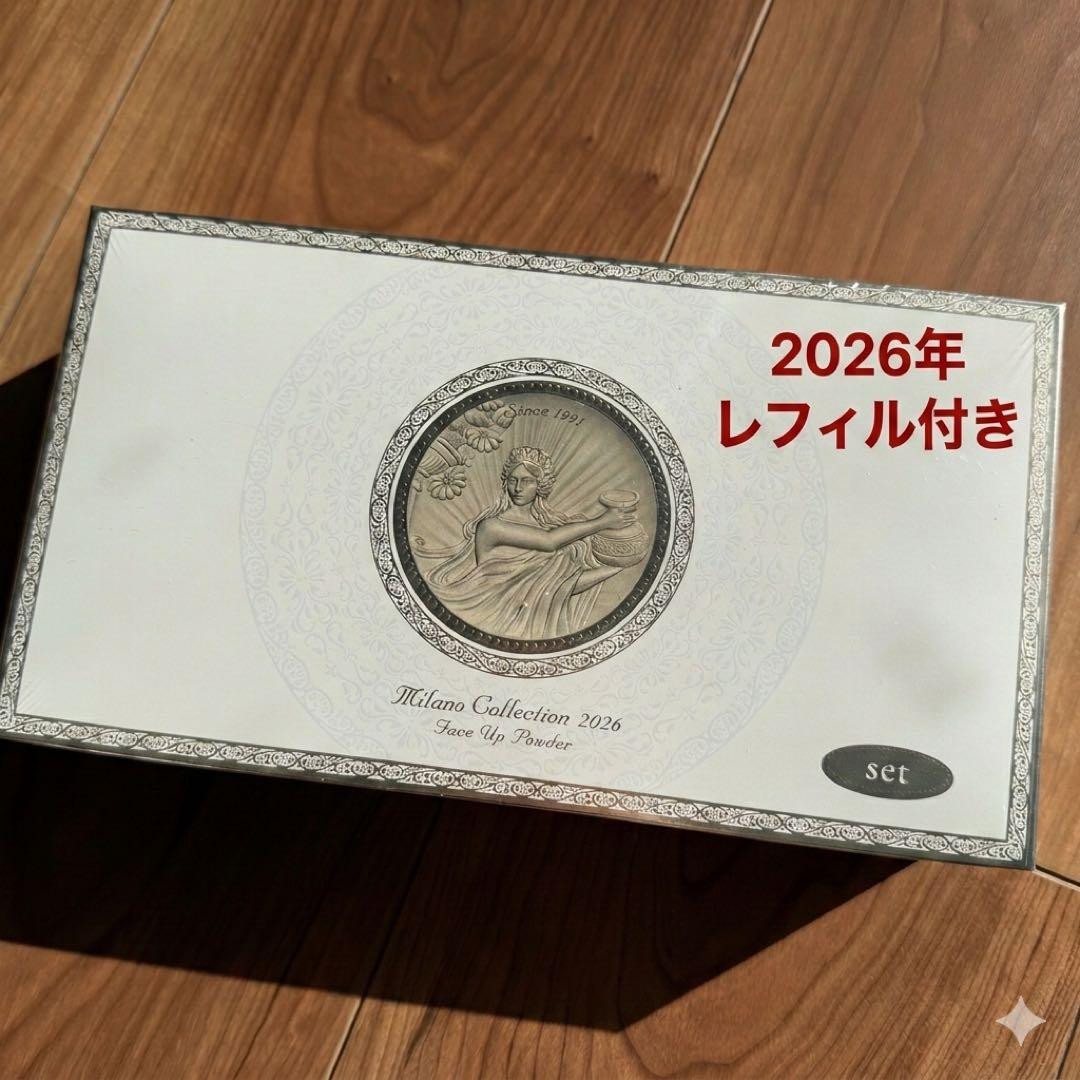 2026年
レフィル付き
Since 1991
Milano Collection 2026
Face Up Powder
set